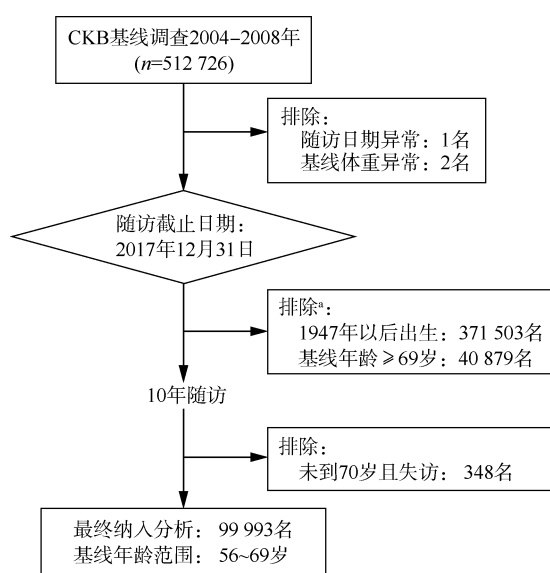 CKB基线调查2004-2008年
(n=512 726)
排除：
随访日期异常：1名
基线体重异常：2名
随访截止日期：
2017年12月31日
排除ᵃ：
1947年以后出生：371 503名
基线年龄≥69岁：40 879名
10年随访
排除：
未到70岁且失访：348名
最终纳入分析：99 993名
基线年龄范围：56~69岁